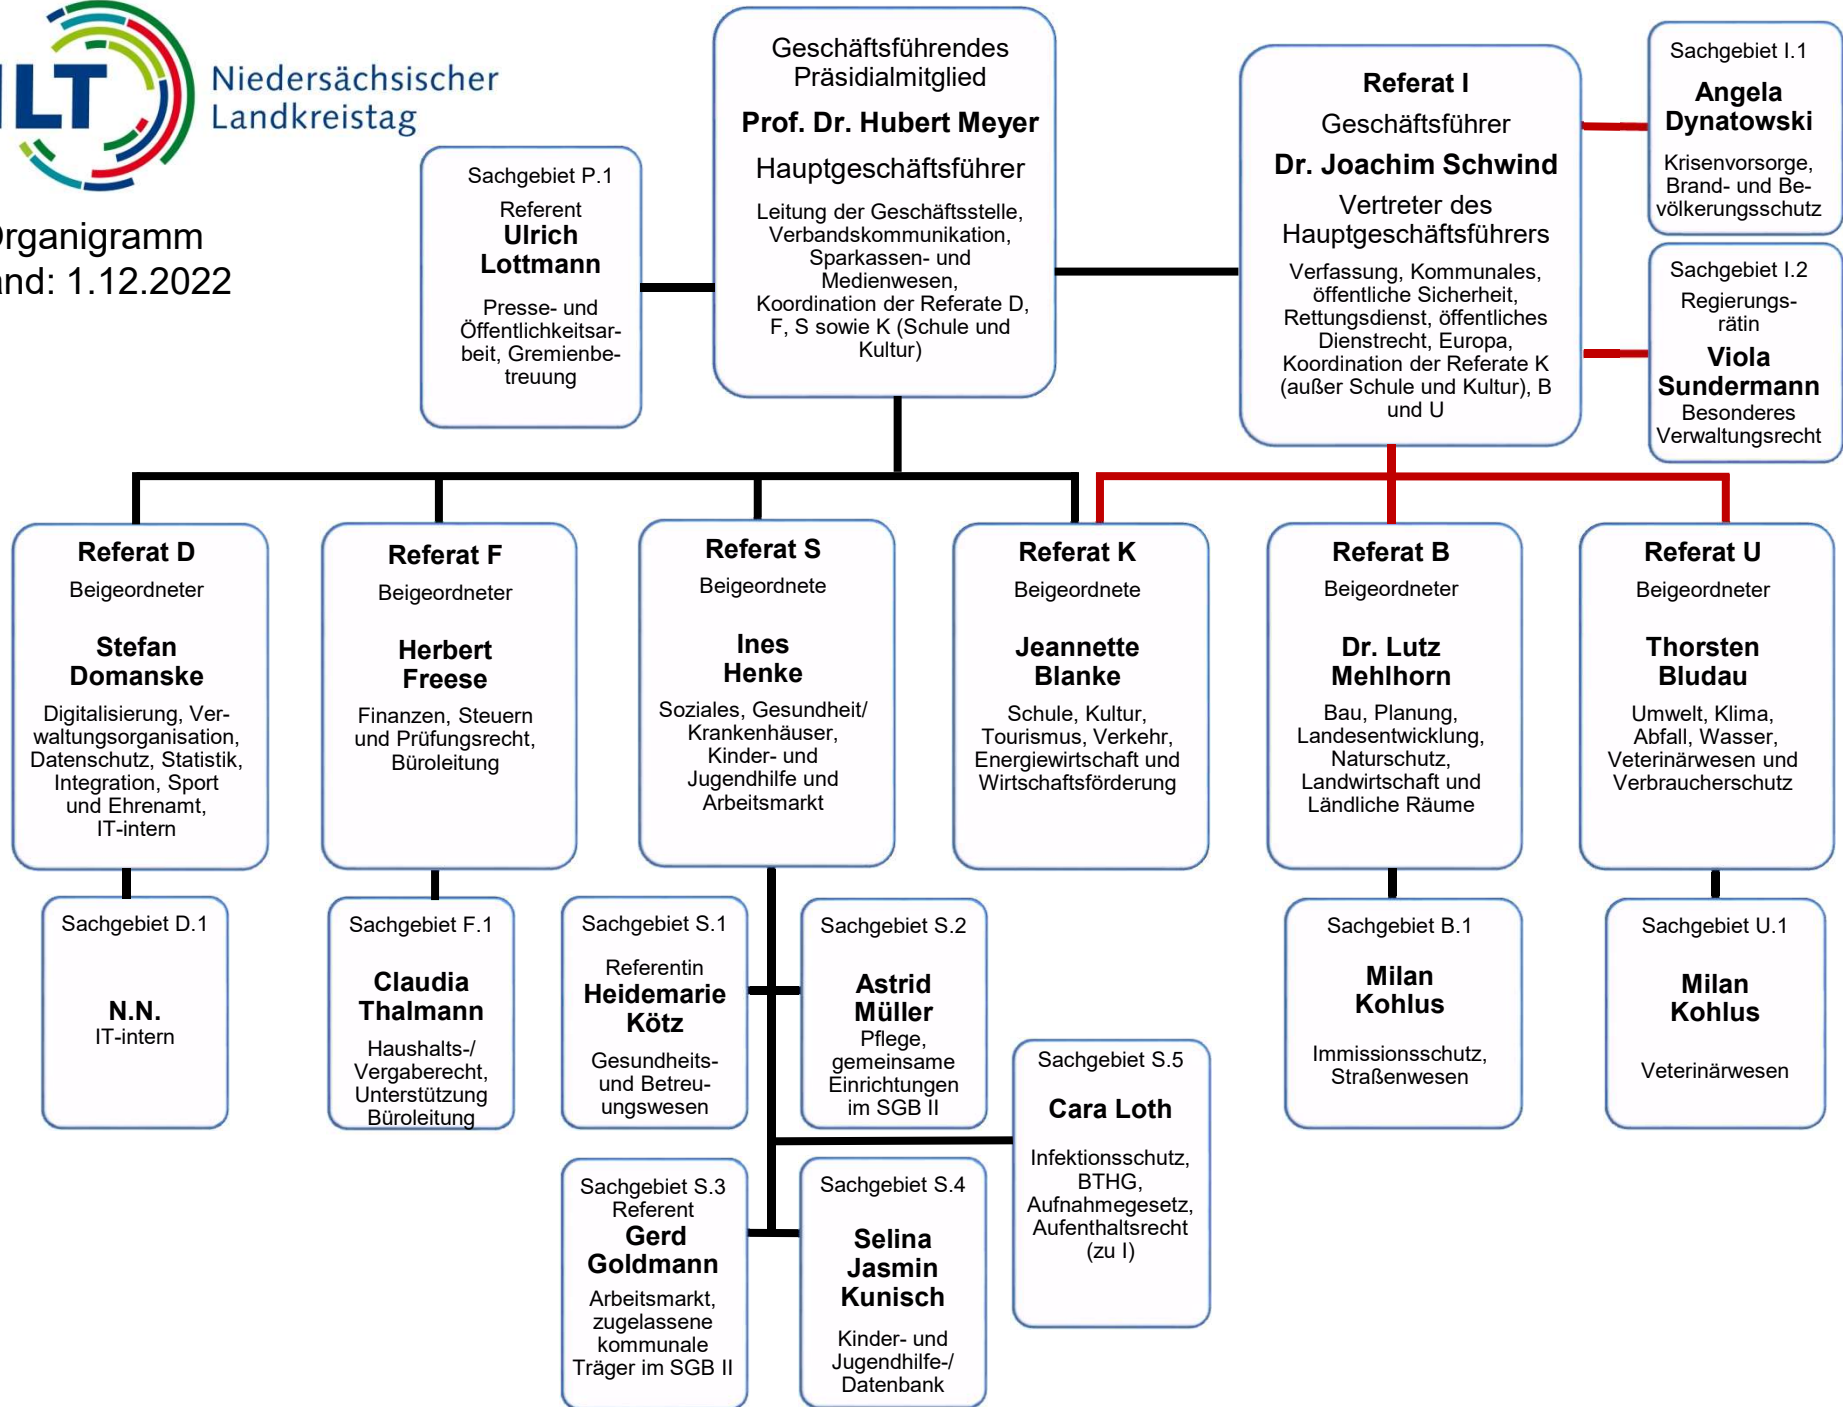 NLT
Niedersächsischer
Landkreistag
Organigramm
Stand: 1.12.2022
Sachgebiet P.1
Referent
Ulrich
Lottmann
Presse- und
Öffentlichkeitsar-
beit, Gremienbe-
treuung
Geschäftsführendes
Präsidialmitglied
Prof. Dr. Hubert Meyer
Hauptgeschäftsführer
Leitung der Geschäftsstelle,
Verbandskommunikation,
Sparkassen- und
Medienwesen,
Koordination der Referate D,
F, S sowie K (Schule und
Kultur)
Referat I
Geschäftsführer
Dr. Joachim Schwind
Vertreter des
Hauptgeschäftsführers
Verfassung, Kommunales,
öffentliche Sicherheit,
Rettungsdienst, öffentliches
Dienstrecht, Europa,
Koordination der Referate K
(außer Schule und Kultur), B
und U
Sachgebiet I.1
Angela
Dynatowski
Krisenvorsorge,
Brand- und Be-
völkerungsschutz
Sachgebiet I.2
Regierungs-
rätin
Viola
Sundermann
Besonderes
Verwaltungsrecht
Referat D
Beigeordneter
Stefan
Domanske
Digitalisierung, Ver-
waltungsorganisation,
Datenschutz, Statistik,
Integration, Sport
und Ehrenamt,
IT-intern
Referat F
Beigeordneter
Herbert
Freese
Finanzen, Steuern
und Prüfungsrecht,
Büroleitung
Referat S
Beigeordnete
Ines
Henke
Soziales, Gesundheit/
Krankenhäuser,
Kinder- und
Jugendhilfe und
Arbeitsmarkt
Referat K
Beigeordnete
Jeannette
Blanke
Schule, Kultur,
Tourismus, Verkehr,
Energiewirtschaft und
Wirtschaftsförderung
Referat B
Beigeordneter
Dr. Lutz
Mehlhorn
Bau, Planung,
Landesentwicklung,
Naturschutz,
Landwirtschaft und
Ländliche Räume
Referat U
Beigeordneter
Thorsten
Bludau
Umwelt, Klima,
Abfall, Wasser,
Veterinärwesen und
Verbraucherschutz
Sachgebiet D.1
N.N.
IT-intern
Sachgebiet F.1
Claudia
Thalmann
Haushalts-/
Vergaberecht,
Unterstützung
Büroleitung
Sachgebiet S.1
Referentin
Heidemarie
Kötz
Gesundheits-
und Betreu-
ungswesen
Sachgebiet S.2
Astrid
Müller
Pflege,
gemeinsame
Einrichtungen
im SGB II
Sachgebiet S.5
Cara Loth
Infektionsschutz,
BTHG,
Aufnahmegesetz,
Aufenthaltsrecht
(zu I)
Sachgebiet B.1
Milan
Kohlus
Immissionsschutz,
Straßenwesen
Sachgebiet U.1
Milan
Kohlus
Veterinärwesen
Sachgebiet S.3
Referent
Gerd
Goldmann
Arbeitsmarkt,
zugelassene
kommunale
Träger im SGB II
Sachgebiet S.4
Selina
Jasmin
Kunisch
Kinder- und
Jugendhilfe-/
Datenbank